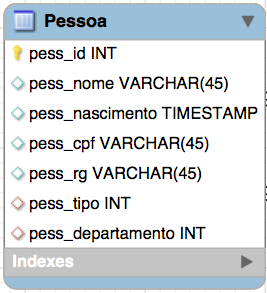 Pessoa
pess_id INT
pess_nome VARCHAR(45)
pess_nascimento TIMESTAMP
pess_cpf VARCHAR(45)
pess_rg VARCHAR(45)
pess_tipo INT
pess_departamento INT
Indexes